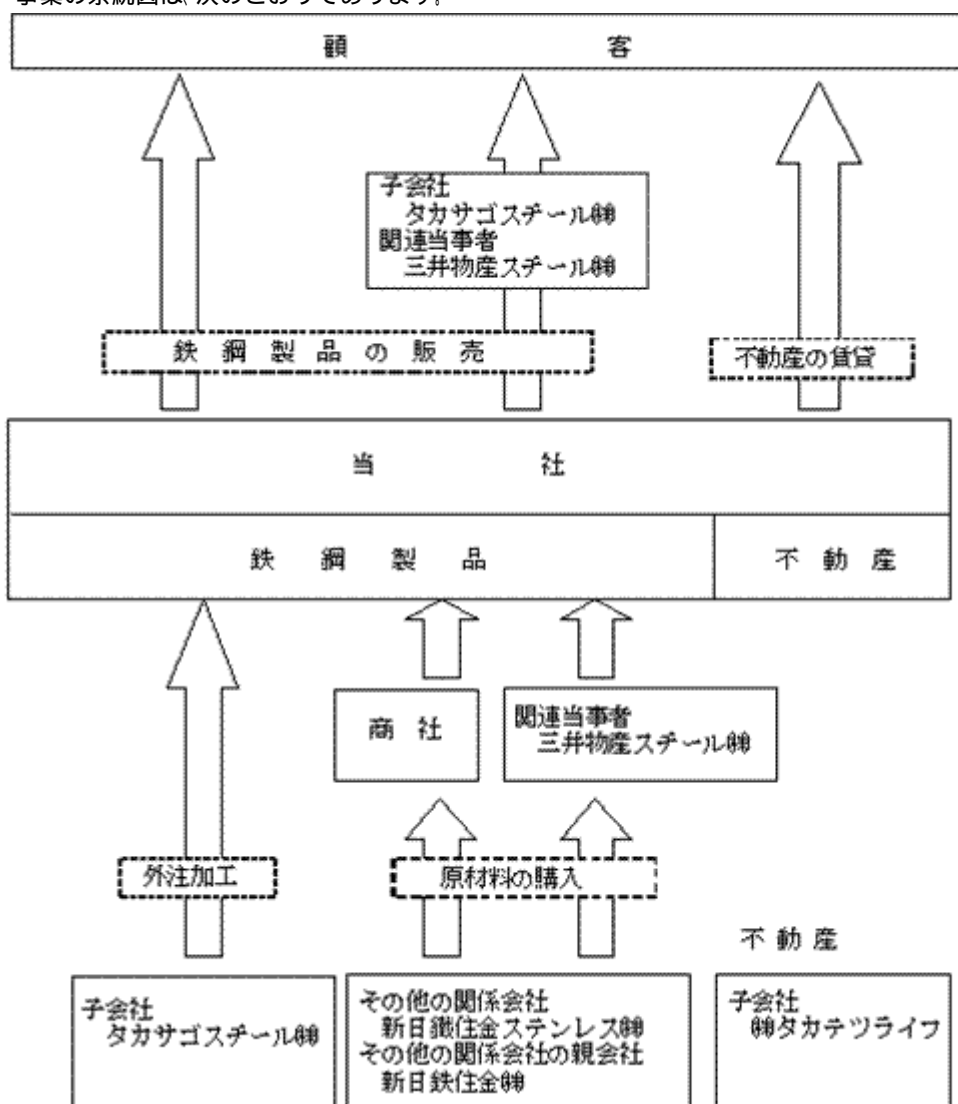 事業の系統図は、次のとおりであります。
顧客
子会社
タカサゴスチール㈱
関連当事者
三井物産スチール㈱
鉄鋼製品の販売
不動産の賃貸
当社
鉄鋼製品
不動産
商社
関連当事者
三井物産スチール㈱
外注加工
原材料の購入
不動産
子会社
タカサゴスチール㈱
その他の関係会社
新日鐵住金ステンレス㈱
その他の関係会社の親会社
新日鉄住金㈱
子会社
㈱タカテツライフ